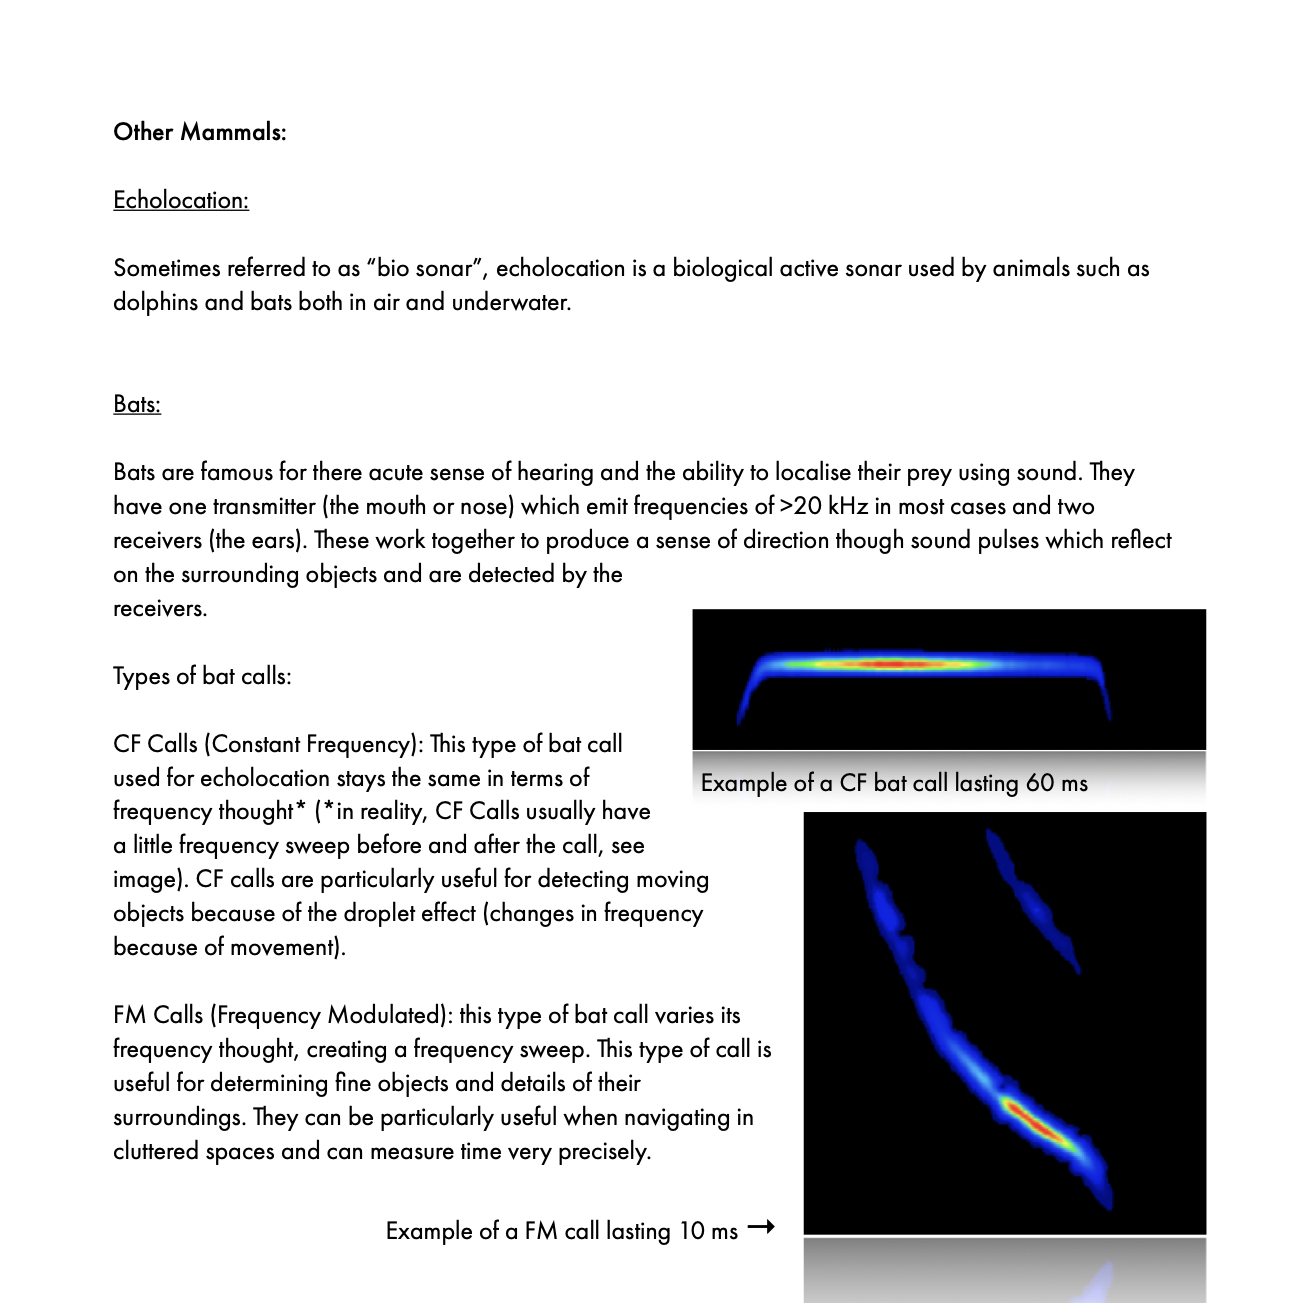 Other Mammals:
Echolocation:
Sometimes referred to as “bio sonar”, echolocation is a biological active sonar used by animals such as
dolphins and bats both in air and underwater.
Bats:
Bats are famous for there acute sense of hearing and the ability to localise their prey using sound. They
have one transmitter (the mouth or nose) which emit frequencies of >20 kHz in most cases and two
receivers (the ears). These work together to produce a sense of direction though sound pulses which reflect
on the surrounding objects and are detected by the
receivers.
Types of bat calls:
CF Calls (Constant Frequency): This type of bat call
used for echolocation stays the same in terms of
frequency thought* (*in reality, CF Calls usually have
a little frequency sweep before and after the call, see
image). CF calls are particularly useful for detecting moving
objects because of the droplet effect (changes in frequency
because of movement).
Example of a CF bat call lasting 60 ms
FM Calls (Frequency Modulated): this type of bat call varies its
frequency thought, creating a frequency sweep. This type of call is
useful for determining fine objects and details of their
surroundings. They can be particularly useful when navigating in
cluttered spaces and can measure time very precisely.
Example of a FM call lasting 10 ms →